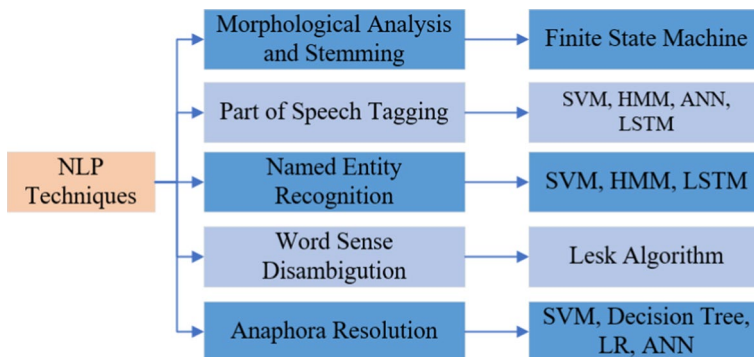 Morphological Analysis
and Stemming
Finite State Machine
Part of Speech Tagging
SVM, HMM, ANN,
LSTM
NLP
Techniques
Named Entity
Recognition
SVM, HMM, LSTM
Word Sense
Disambigution
Lesk Algorithm
Anaphora Resolution
SVM, Decision Tree,
LR, ANN